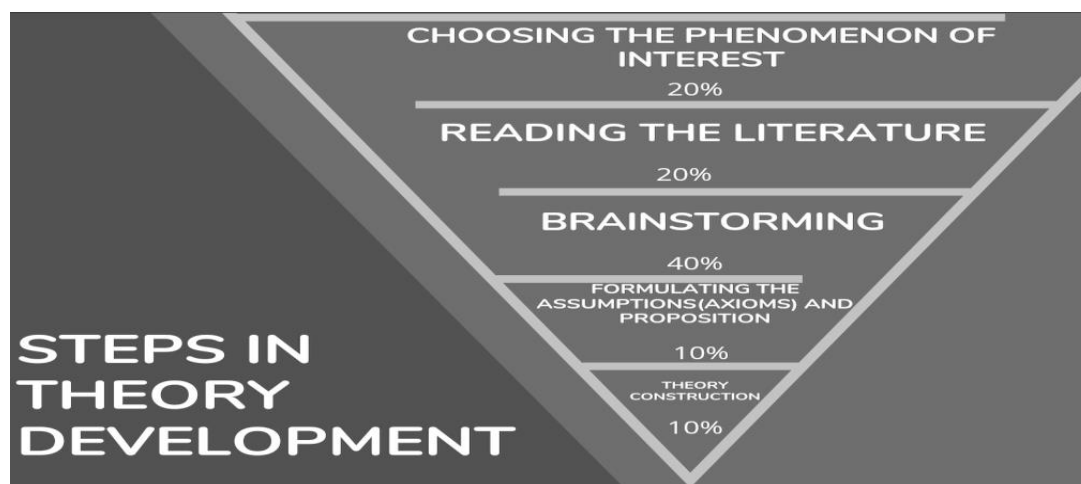 CHOOSING THE PHENOMENON OF
INTEREST
20%
READING THE LITERATURE
20%
BRAINSTORMING
40%
FORMULATING THE
ASSUMPTIONS(AXIOMS) AND
PROPOSITION
10%
THEORY
CONSTRUCTION
10%
STEPS IN
THEORY
DEVELOPMENT